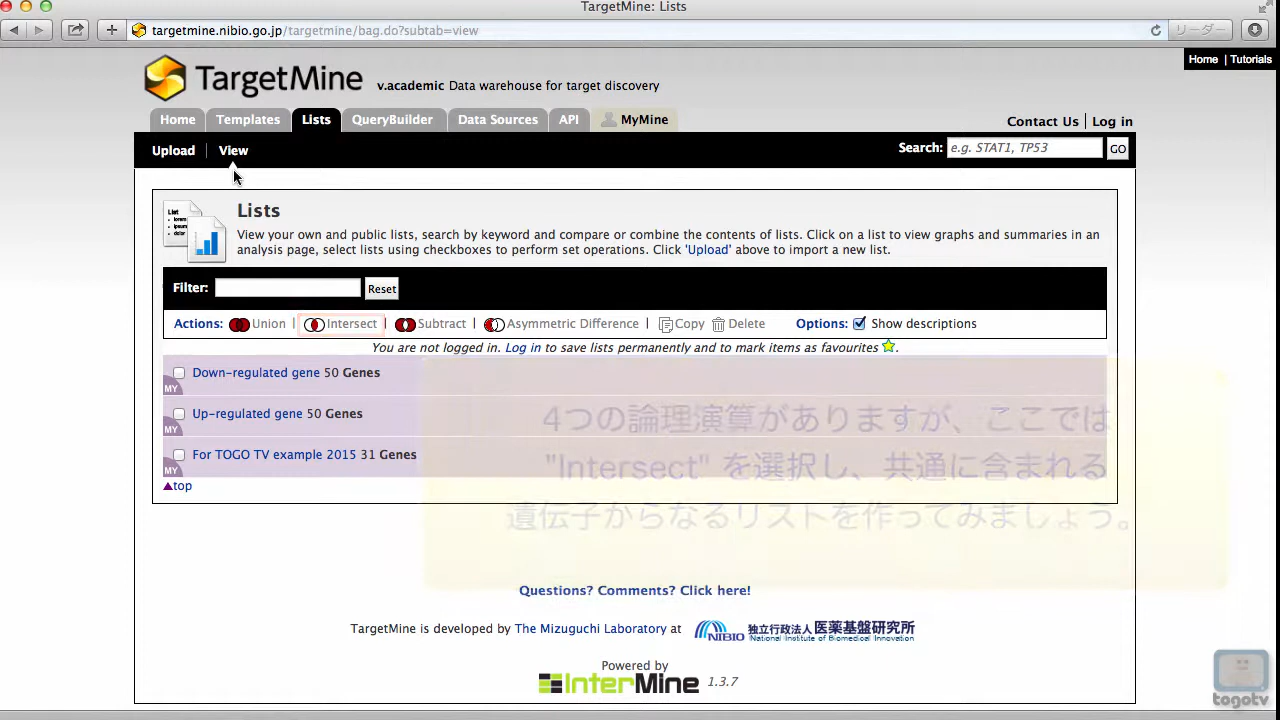 TargetMine: Lists
targetmine.nibio.go.jp/targetmine/bag.do?subtab=view
リーダー
Home | Tutorials
TargetMine v.academic Data warehouse for target discovery
Home Templates Lists QueryBuilder Data Sources API MyMine
Contact Us | Log in
Upload | View
Search: e.g. STAT1, TP53 GO
Lists
View your own and public lists, search by keyword and compare or combine the contents of lists. Click on a list to view graphs and summaries in an
analysis page, select lists using checkboxes to perform set operations. Click 'Upload' above to import a new list.
Filter: Reset
Actions: Union | Intersect | Subtract | Asymmetric Difference | Copy Delete Options: Show descriptions
You are not logged in. Log in to save lists permanently and to mark items as favourites .
Down-regulated gene 50 Genes
MY
Up-regulated gene 50 Genes
MY
For TOGO TV example 2015 31 Genes
MY
top
4つの論理演算がありますが、ここでは
"Intersect" を選択し、共通に含まれる
遺伝子からなるリストを作ってみましょう。
Questions? Comments? Click here!
TargetMine is developed by The Mizuguchi Laboratory at NIBIO 独立行政法人医薬基盤研究所
National Institute of Biomedical Innovation
Powered by
InterMine 1.3.7
togotv